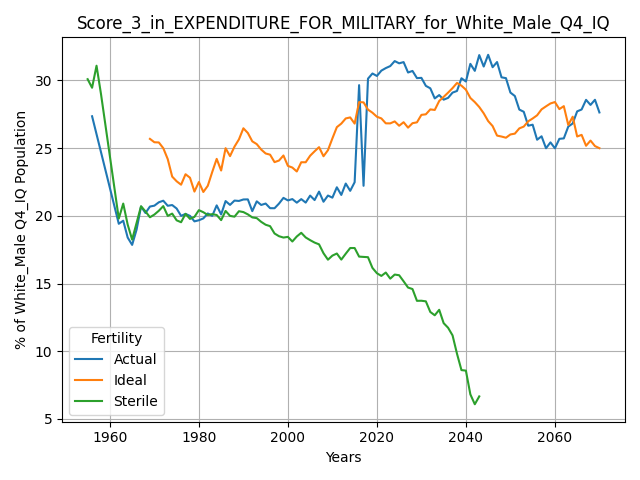 Score_3_in_EXPENDITURE_FOR_MILITARY_for_White_Male_Q4_IQ
% of White_Male Q4_IQ Population
30
25
20
15
10
5
Fertility
Actual
Ideal
Sterile
1960
1980
2000
2020
2040
2060
Years